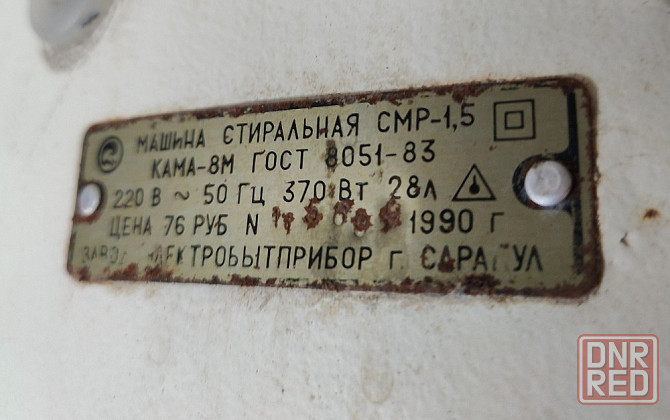 МАШИНА СТИРАЛЬНАЯ СМР-1,5
КАМА-8М ГОСТ 8051-83
220 В ~ 50 Гц 370 Вт 28л
ЦЕНА 76 РУБ N 1990 г
ЗАВОД ЭЛЕКТРОБЫТПРИБОР г. САРАПУЛ
DNR
RED